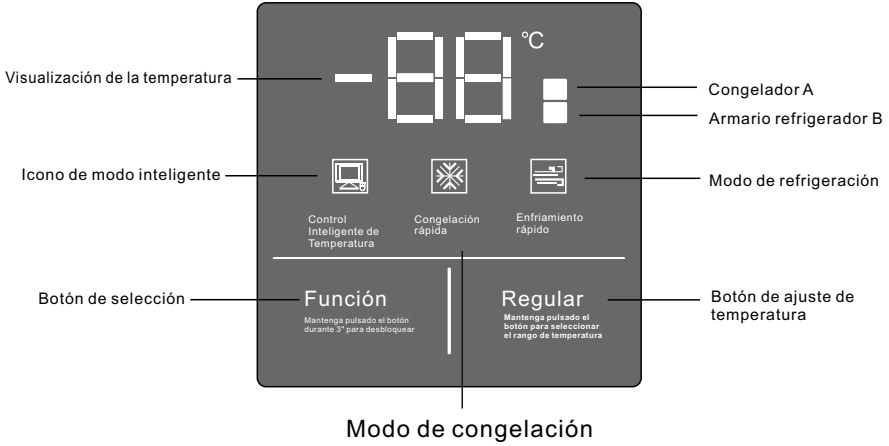 -88 °C
Visualización de la temperatura
Congelador A
Armario refrigerador B
Icono de modo inteligente
Modo de refrigeración
Control
Inteligente de
Temperatura
Congelación
rápida
Enfriamiento
rápido
Botón de selección
Función
Mantenga pulsado el botón
durante 3" para desbloquear
Regular
Mantenga pulsado el
botón para seleccionar
el rango de temperatura
Botón de ajuste de
temperatura
Modo de congelación